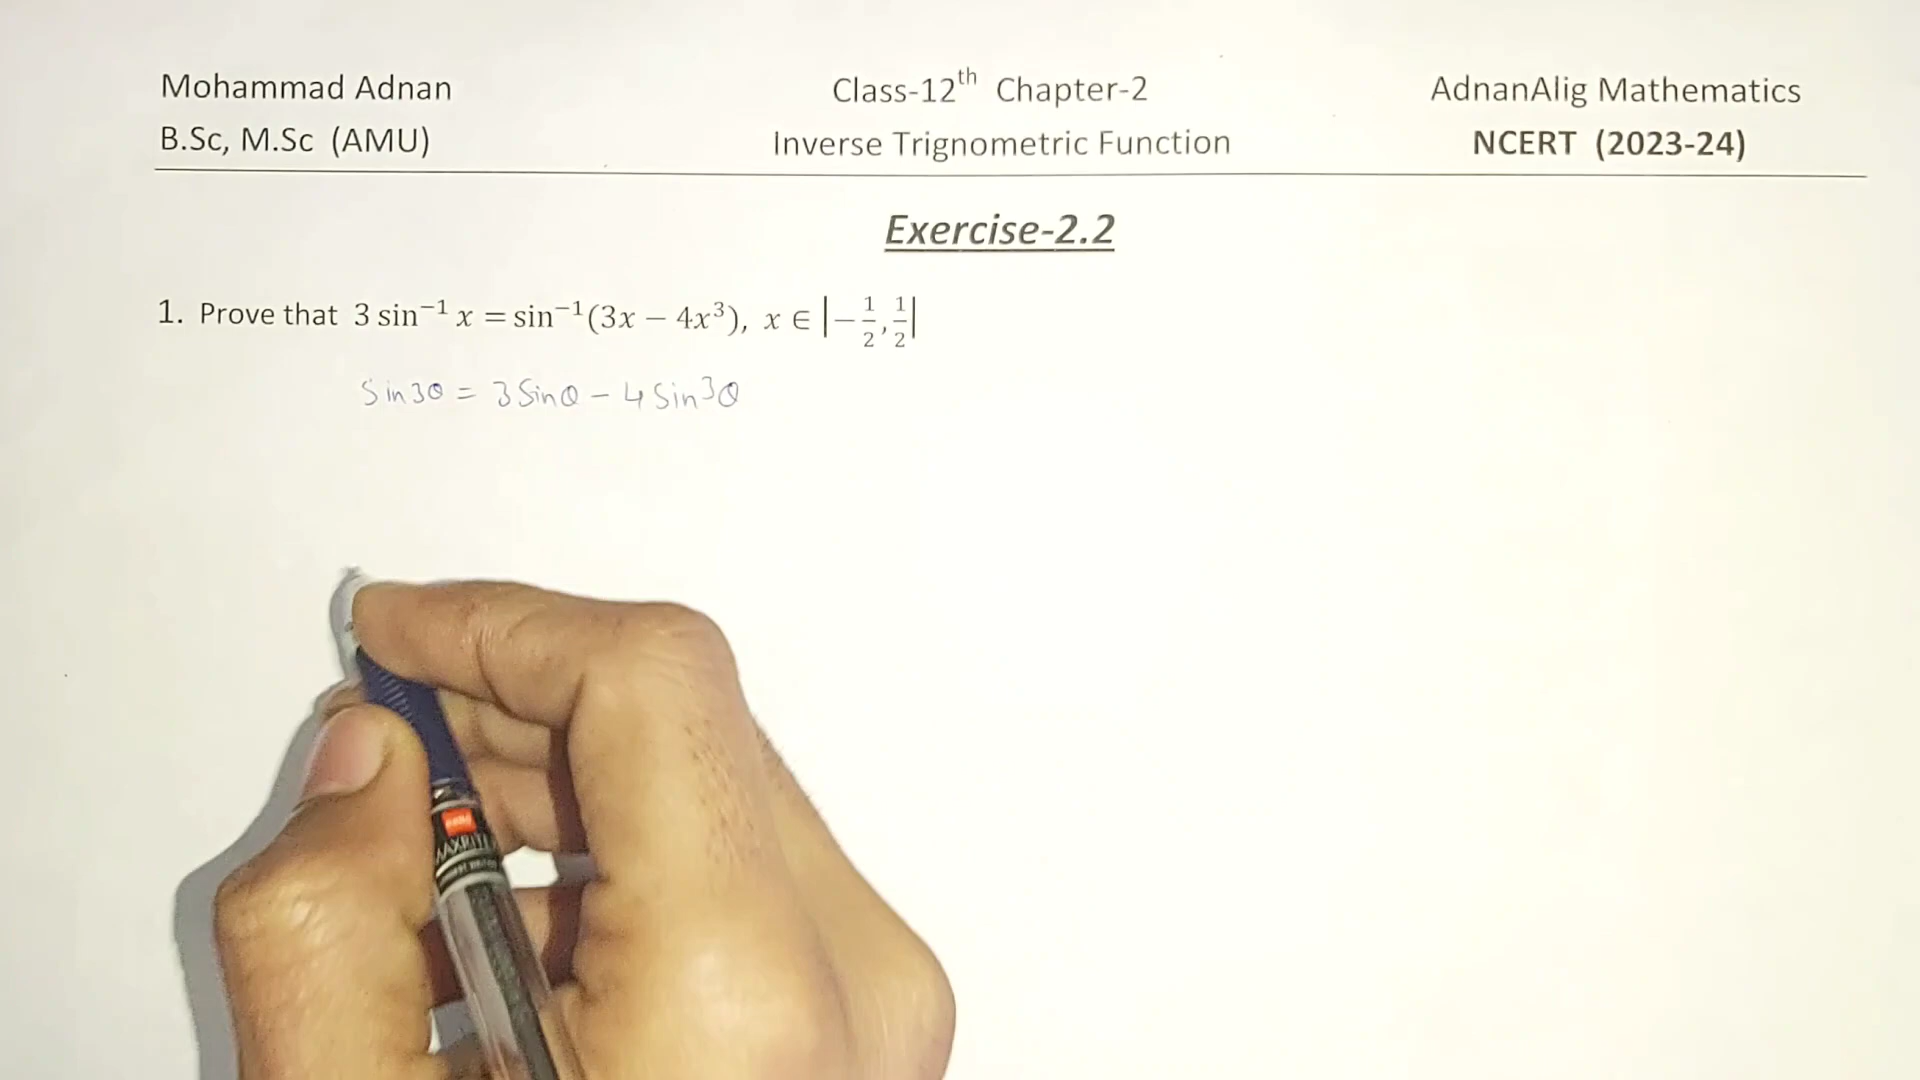 Mohammad Adnan
B.Sc, M.Sc (AMU)
Class-12th Chapter-2
Inverse Trignometric Function
AdnanAlig Mathematics
NCERT (2023-24)
Exercise-2.2
1. Prove that 3 sin⁻¹ x = sin⁻¹(3x − 4x³), x ∈ |−1/2, 1/2|
Sin3θ = 3Sinθ − 4Sin³θ